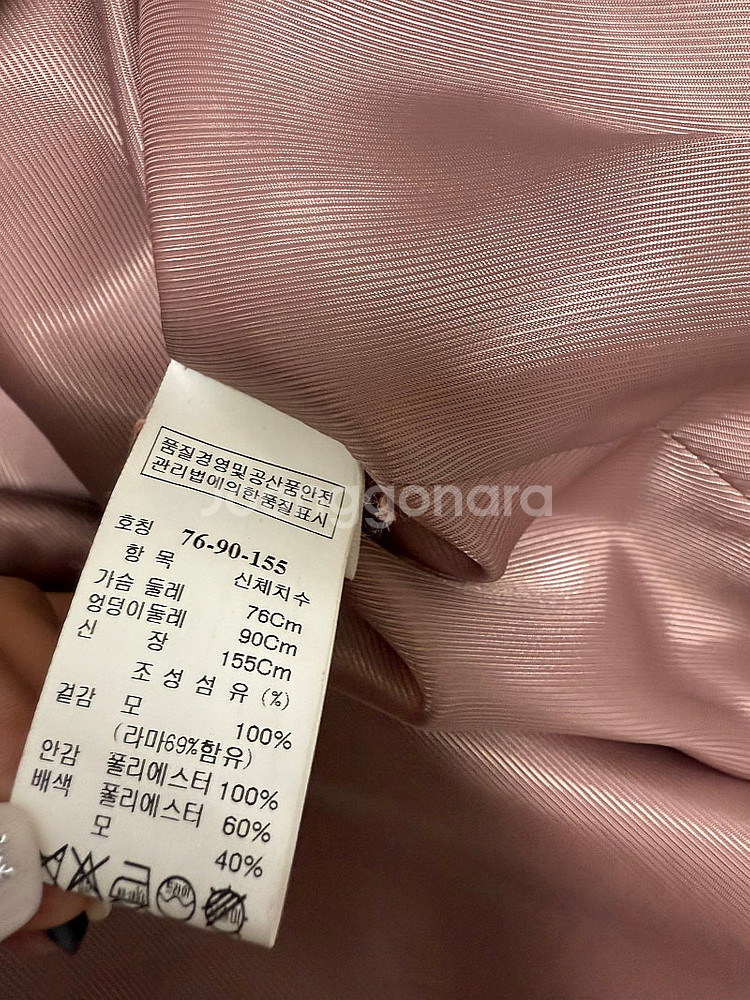 품질경영및공산품안전
관리법에의한품질표시
호칭 76-90-155
항 목 신체치수
가슴 둘레 76Cm
엉덩이둘레 90Cm
신 장 155Cm
조 성 섬 유 (%)
겉감 모 100%
(라마69%함유)
안감 폴리에스터 100%
배색 폴리에스터 60%
모 40%
joonggonara